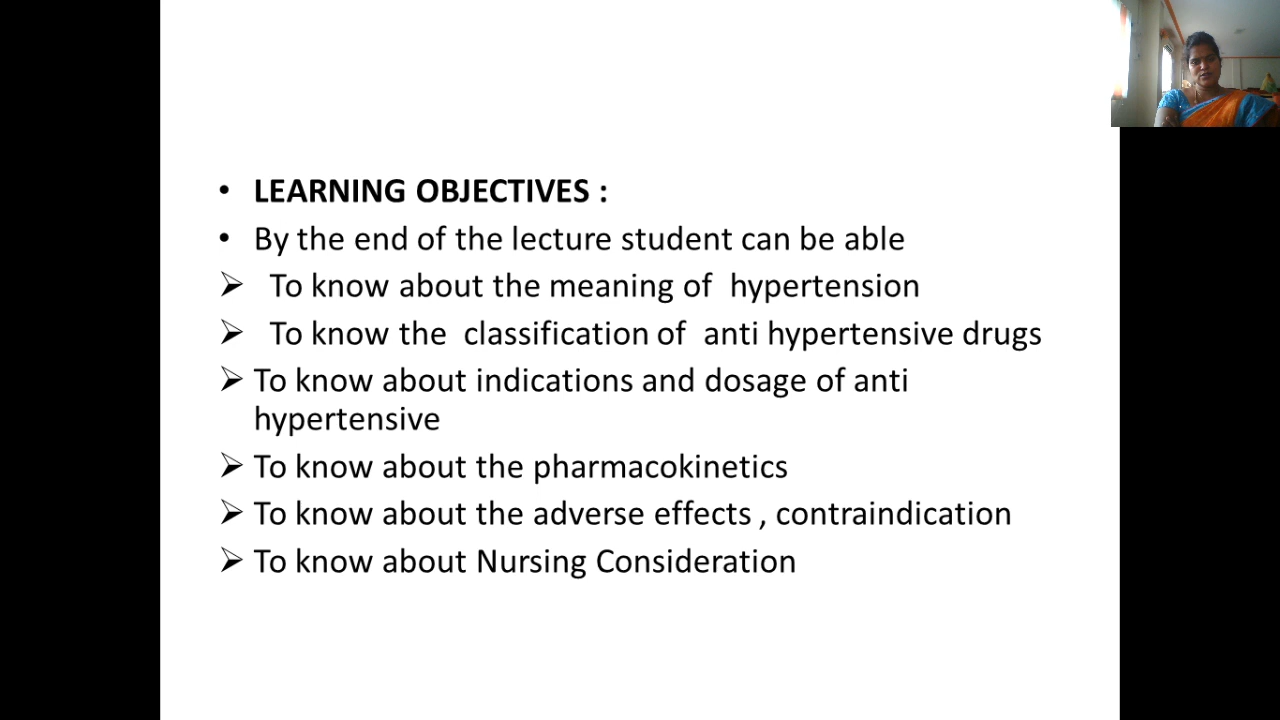 • LEARNING OBJECTIVES :
• By the end of the lecture student can be able
➢ To know about the meaning of hypertension
➢ To know the classification of anti hypertensive drugs
➢ To know about indications and dosage of anti
hypertensive
➢ To know about the pharmacokinetics
➢ To know about the adverse effects , contraindication
➢ To know about Nursing Consideration